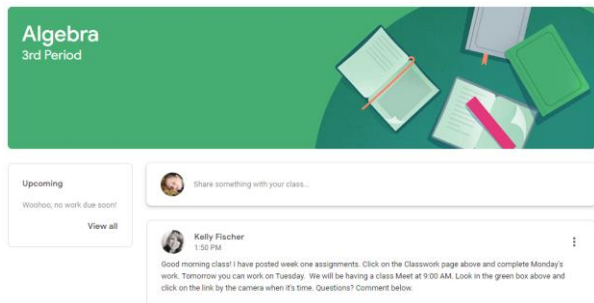 Algebra
3rd Period
Upcoming
Woohoo, no work due soon!
View all
Share something with your class...
Kelly Fischer
1:50 PM
Good morning class! I have posted week one assignments. Click on the Classwork page above and complete Monday's
work. Tomorrow you can work on Tuesday. We will be having a class Meet at 9:00 AM. Look in the green box above and
click on the link by the camera when it's time. Questions? Comment below.